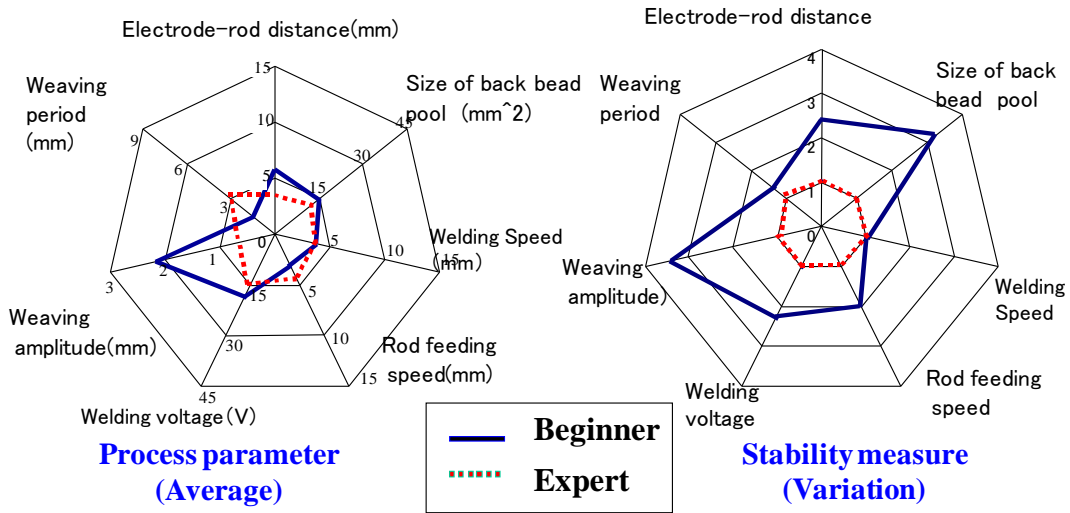 Electrode-rod distance(mm)
15
Weaving
period
(mm)
Size of back bead
pool (mm^2)
45
10
9
30
6
5
15
3
0
5
10
15
Welding Speed
(mm)
1
2
3
15
5
Weaving
amplitude(mm)
30
10
Rod feeding
speed(mm)
45
15
Welding voltage(V)
Process parameter
(Average)
Electrode-rod distance
4
Weaving
period
Size of back
bead pool
3
2
1
0
Weaving
amplitude)
Welding
Speed
Welding
voltage
Rod feeding
speed
Stability measure
(Variation)
Beginner
Expert